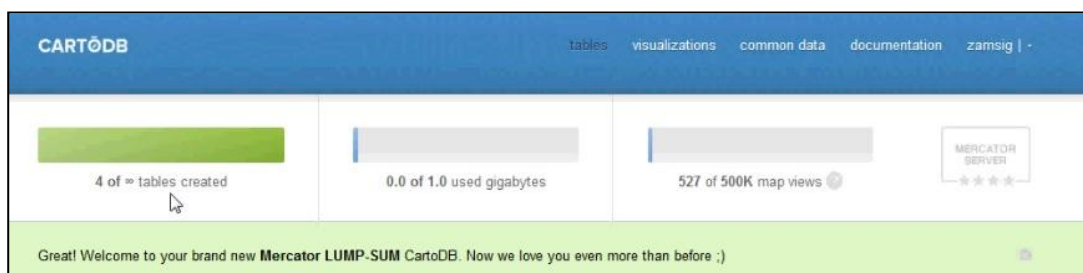 CARTŌDB
tables visualizations common data documentation zamsig | -
4 of ∞ tables created
0.0 of 1.0 used gigabytes
527 of 500K map views ?
MERCATOR
SERVER
Great! Welcome to your brand new Mercator LUMP-SUM CartoDB. Now we love you even more than before ;)